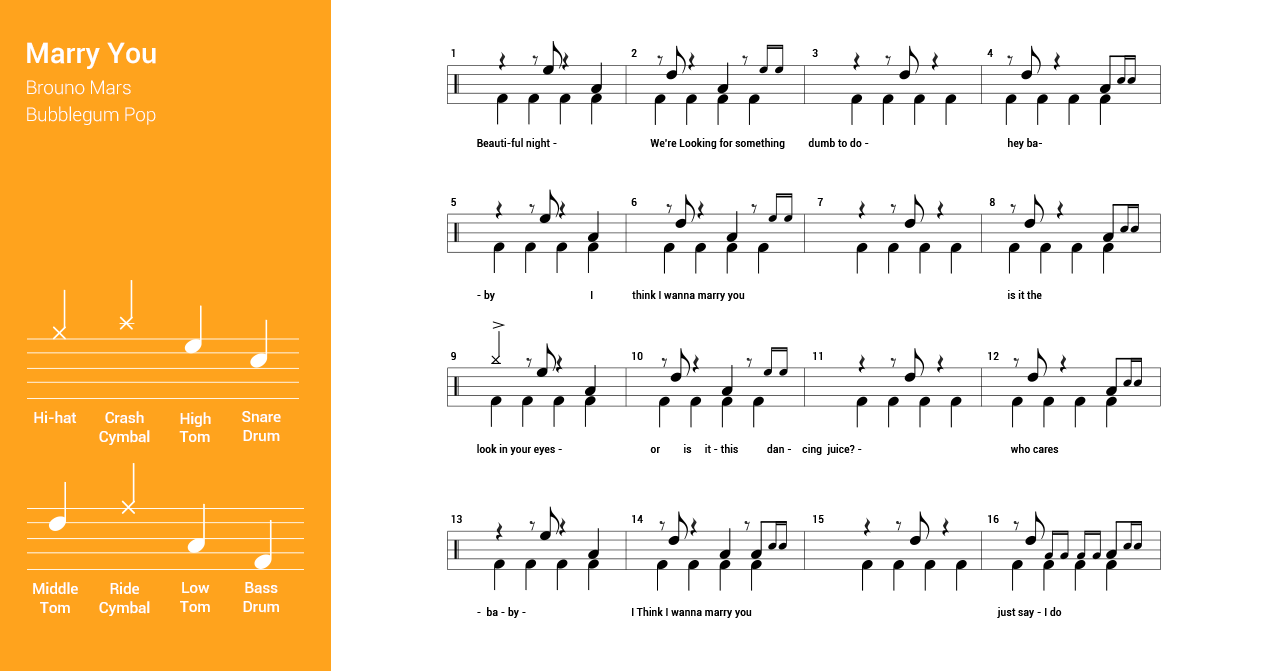 Marry You
Brouno Mars
Bubblegum Pop
Hi-hat
Crash
Cymbal
High
Tom
Snare
Drum
Middle
Tom
Ride
Cymbal
Low
Tom
Bass
Drum
1 2 3 4
Beauti-ful night - We're Looking for something dumb to do - hey ba-
5 6 7 8
- by I think I wanna marry you is it the
9 10 11 12
look in your eyes - or is it - this dan - cing juice? - who cares
13 14 15 16
- ba - by - I Think I wanna marry you just say - I do